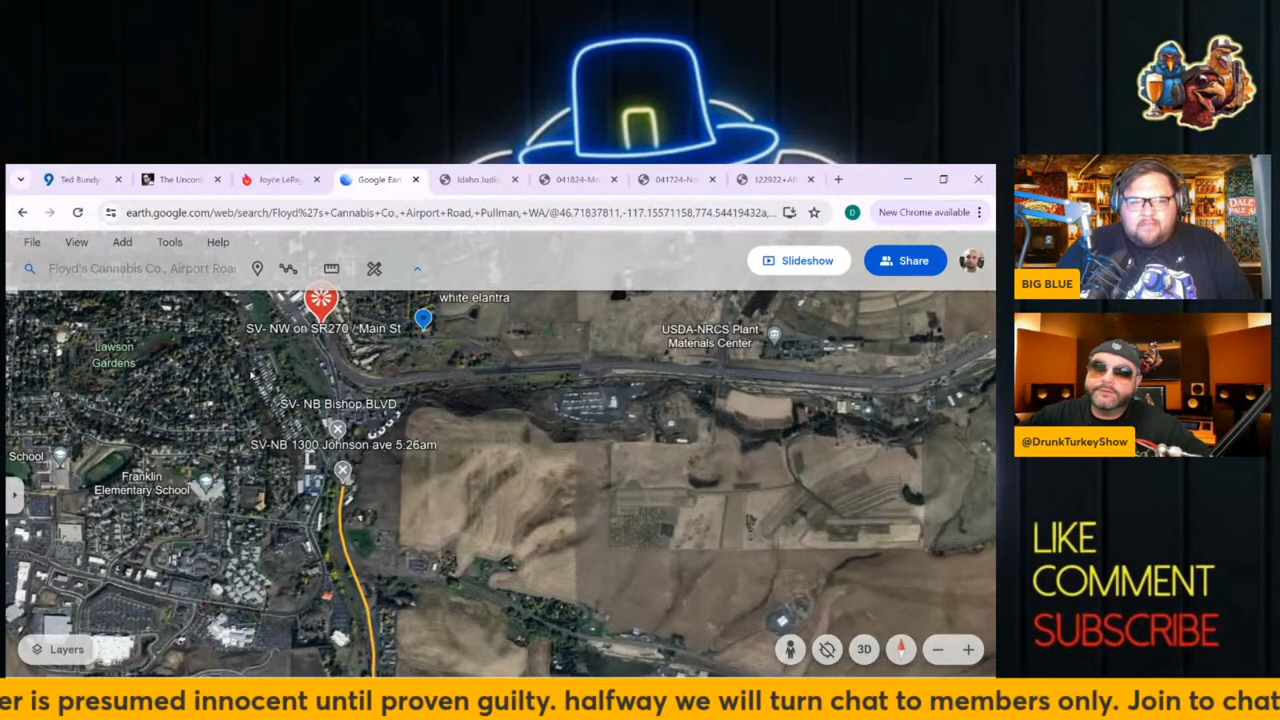 Ted Bundy
The Uncon
Joyce LePa
Google Ear
Idaho Judi
041824-Mo
041724-No
122922+Af
earth.google.com/web/search/Floyd%27s+Cannabis+Co.,+Airport+Road,+Pullman,+WA/@46.71837811,-117.15571158,774.54419432a,...
D
New Chrome available
File View Add Tools Help
Floyd's Cannabis Co., Airport Road
Slideshow
Share
white elantra
SV- NW on SR270 / Main St
Lawson
Gardens
USDA-NRCS Plant
Materials Center
SV- NB Bishop BLVD
SV-NB 1300 Johnson ave 5:26am
School
Franklin
Elementary School
Layers
3D
DALE'S
PALE A
BIG BLUE
@DrunkTurkeyShow
LIKE
COMMENT
SUBSCRIBE
er is presumed innocent until proven guilty. halfway we will turn chat to members only. Join to chat